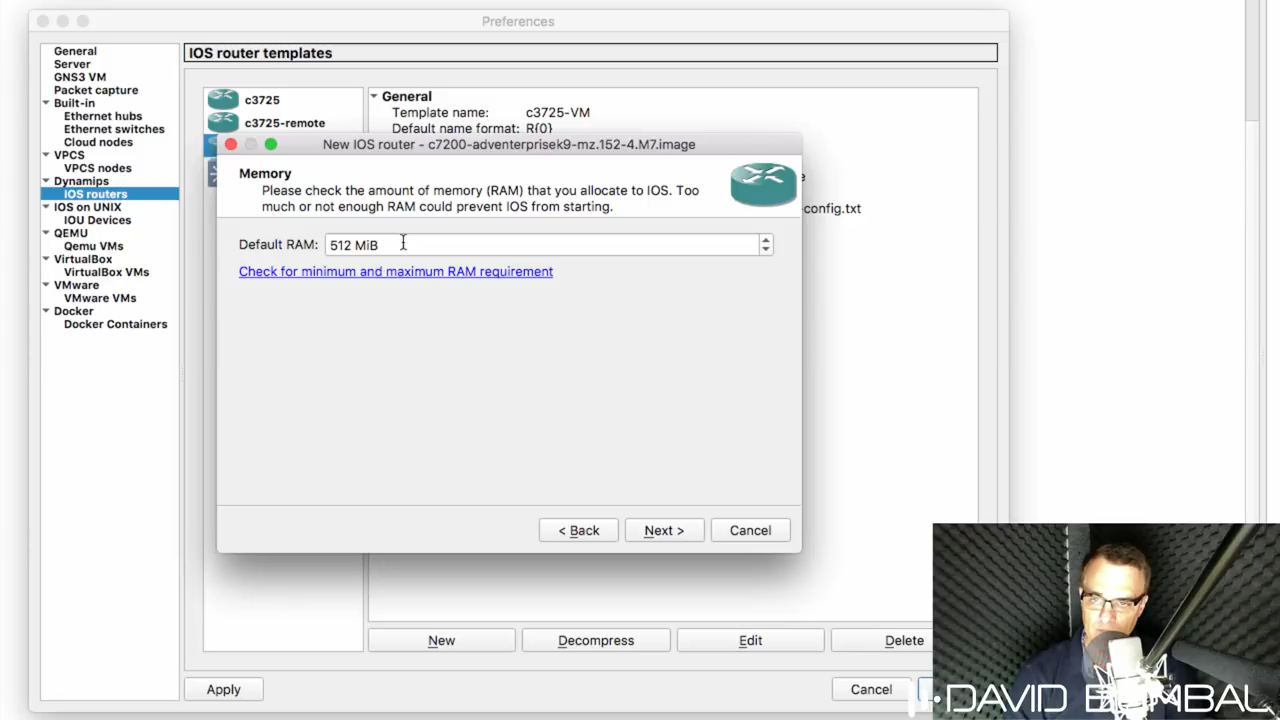 Preferences
General
Server
GNS3 VM
Packet capture
Built-in
Ethernet hubs
Ethernet switches
Cloud nodes
VPCS
VPCS nodes
Dynamips
IOS routers
IOS on UNIX
IOU Devices
QEMU
Qemu VMs
VirtualBox
VirtualBox VMs
VMware
VMware VMs
Docker
Docker Containers
IOS router templates
c3725
c3725-remote
General
Template name: c3725-VM
Default name format: R{0}
-config.txt
New IOS router - c7200-adventerprisek9-mz.152-4.M7.image
Memory
Please check the amount of memory (RAM) that you allocate to IOS. Too
much or not enough RAM could prevent IOS from starting.
Default RAM: 512 MiB
Check for minimum and maximum RAM requirement
< Back
Next >
Cancel
New
Decompress
Edit
Delete
Apply
Cancel
DAVID BOMBAL